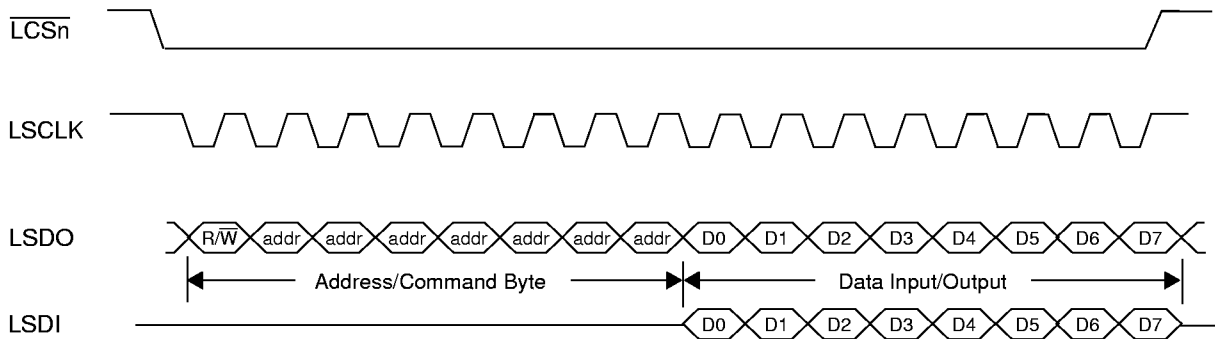 LCSn
LSCLK
LSDO R/W addr addr addr addr addr addr addr D0 D1 D2 D3 D4 D5 D6 D7
Address/Command Byte Data Input/Output
LSDI D0 D1 D2 D3 D4 D5 D6 D7